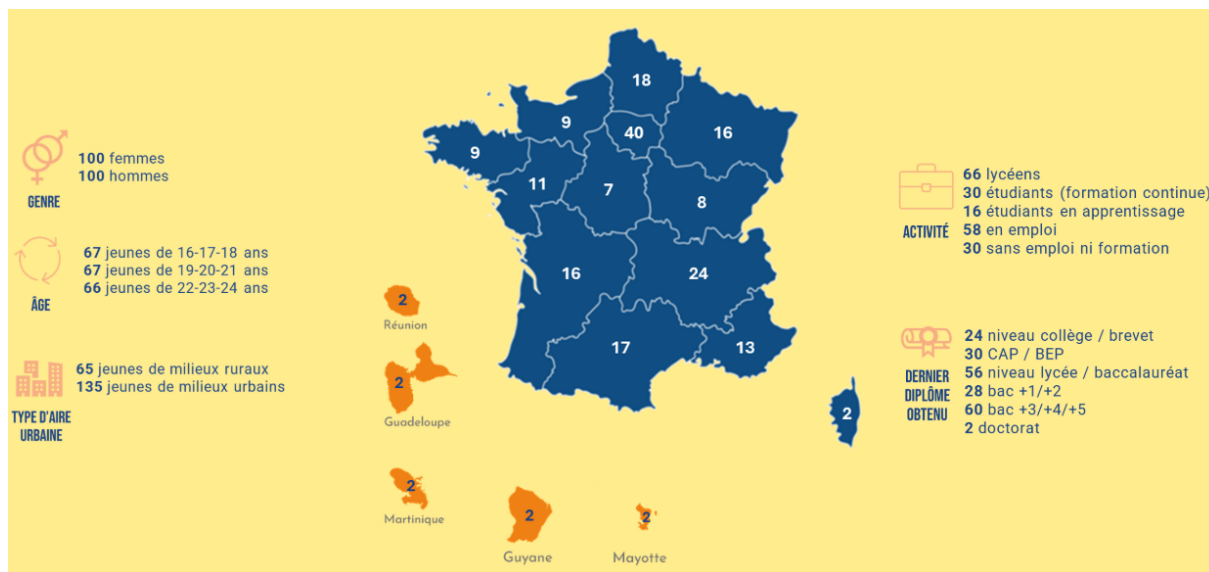 100 femmes
100 hommes
GENRE
67 jeunes de 16-17-18 ans
67 jeunes de 19-20-21 ans
66 jeunes de 22-23-24 ans
ÂGE
65 jeunes de milieux ruraux
135 jeunes de milieux urbains
TYPE D'AIRE
URBAINE
18
9
40
16
9
11
7
8
16
24
17
13
2
2
Réunion
2
Guadeloupe
2
Martinique
2
Guyane
2
Mayotte
66 lycéens
30 étudiants (formation continue)
16 étudiants en apprentissage
58 en emploi
30 sans emploi ni formation
ACTIVITÉ
24 niveau collège / brevet
30 CAP / BEP
56 niveau lycée / baccalauréat
28 bac +1/+2
60 bac +3/+4/+5
2 doctorat
DERNIER
DIPLÔME
OBTENU